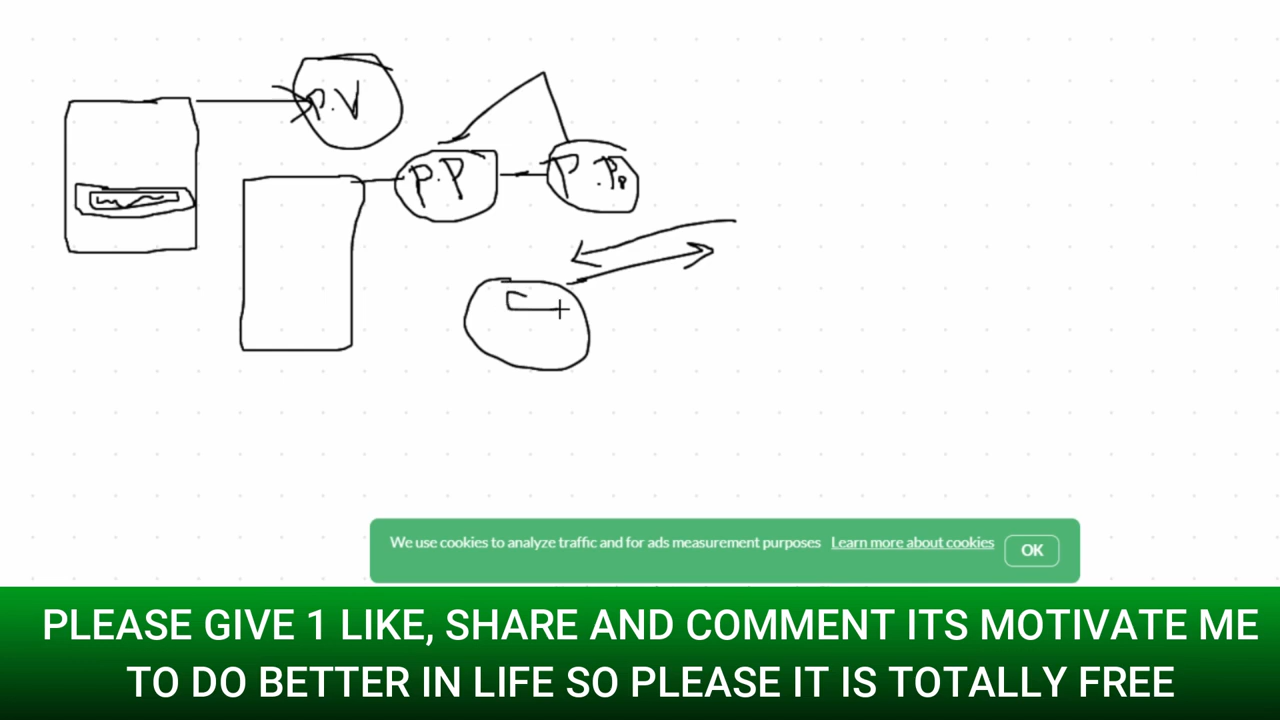 P.V
P.P
P.P.
We use cookies to analyze traffic and for ads measurement purposes Learn more about cookies OK
PLEASE GIVE 1 LIKE, SHARE AND COMMENT ITS MOTIVATE ME
TO DO BETTER IN LIFE SO PLEASE IT IS TOTALLY FREE